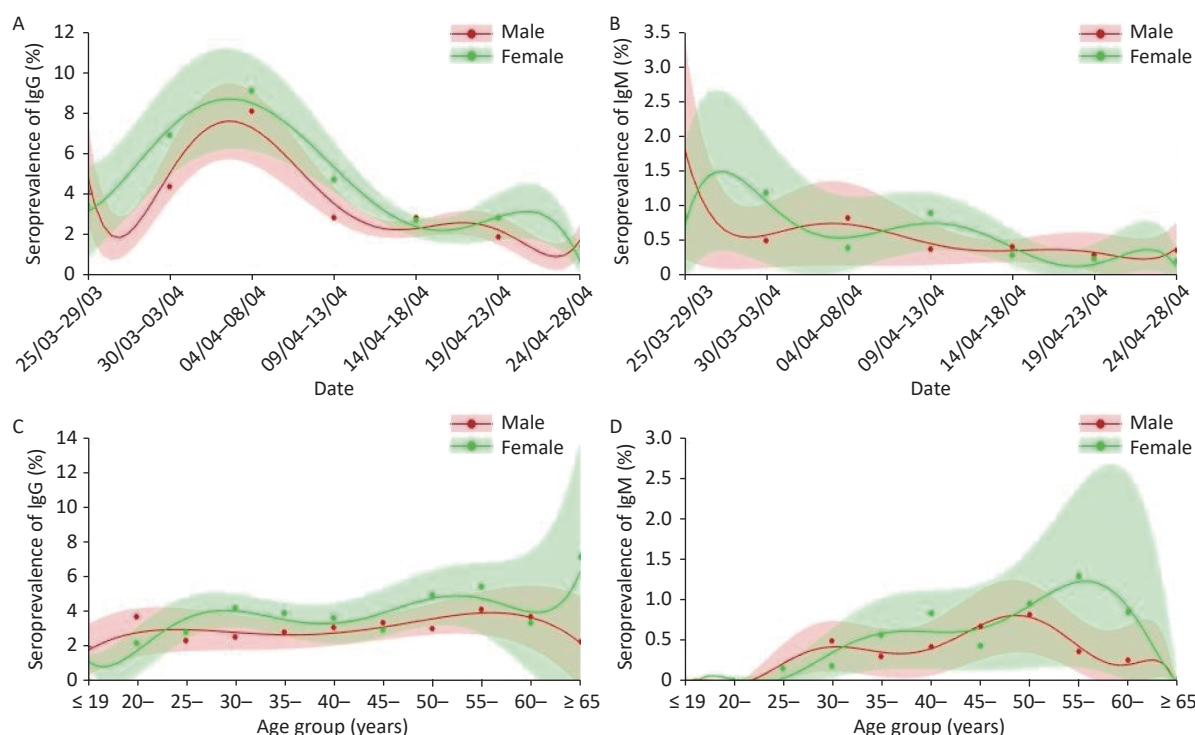 A
Male
Female
Seroprevalence of IgG (%)
12
10
8
6
4
2
0
25/03–29/03
30/03–03/04
04/04–08/04
09/04–13/04
14/04–18/04
19/04–23/04
24/04–28/04
Date
B
Male
Female
Seroprevalence of IgM (%)
3.5
3.0
2.5
2.0
1.5
1.0
0.5
0
25/03–29/03
30/03–03/04
04/04–08/04
09/04–13/04
14/04–18/04
19/04–23/04
24/04–28/04
Date
C
Male
Female
Seroprevalence of IgG (%)
14
12
10
8
6
4
2
0
≤ 19 20– 25– 30– 35– 40– 45– 50– 55– 60– ≥ 65
Age group (years)
D
Male
Female
Seroprevalence of IgM (%)
3.0
2.5
2.0
1.5
1.0
0.5
0
≤ 19 20– 25– 30– 35– 40– 45– 50– 55– 60– ≥ 65
Age group (years)